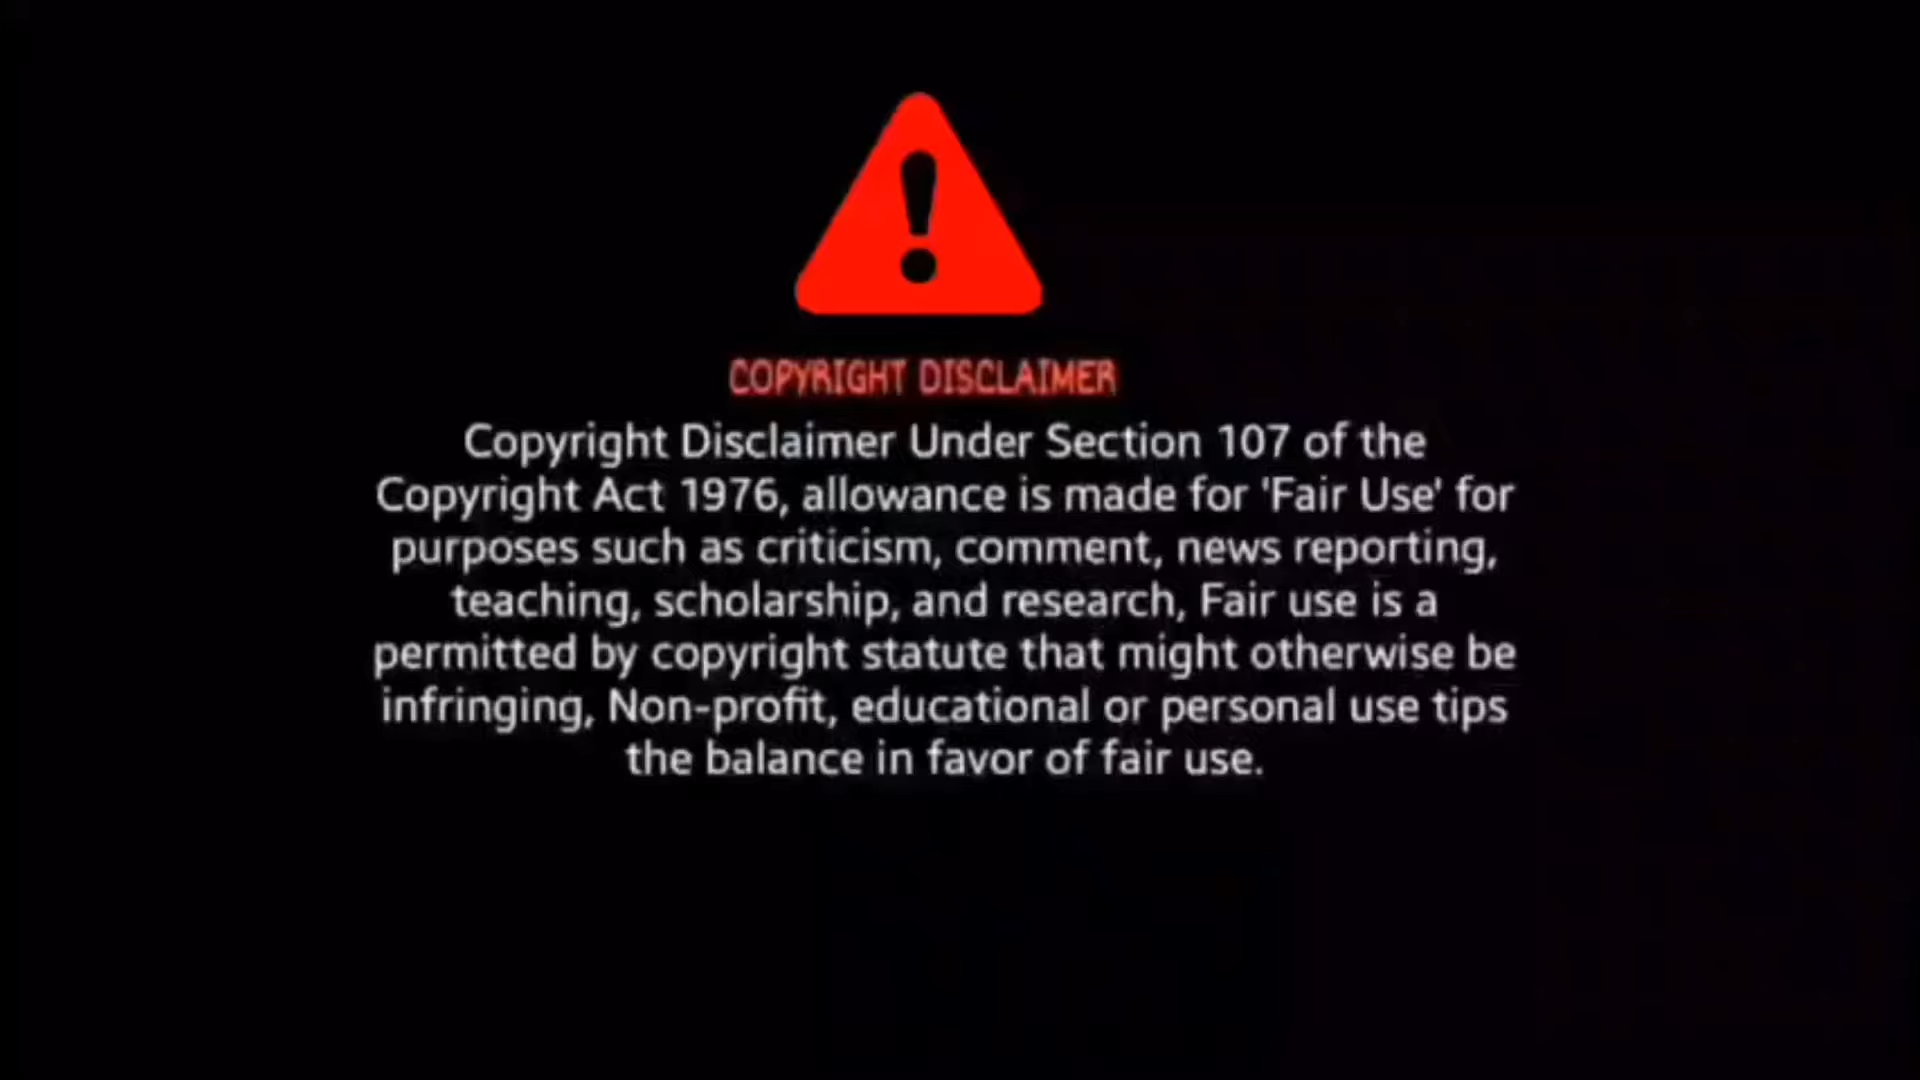 COPYRIGHT DISCLAIMER
Copyright Disclaimer Under Section 107 of the
Copyright Act 1976, allowance is made for 'Fair Use' for
purposes such as criticism, comment, news reporting,
teaching, scholarship, and research, Fair use is a
permitted by copyright statute that might otherwise be
infringing, Non-profit, educational or personal use tips
the balance in favor of fair use.